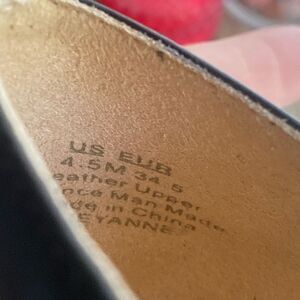 US EUR
4.5M 34.5
eather Upper
nce Man Made
de in China
EYANNE